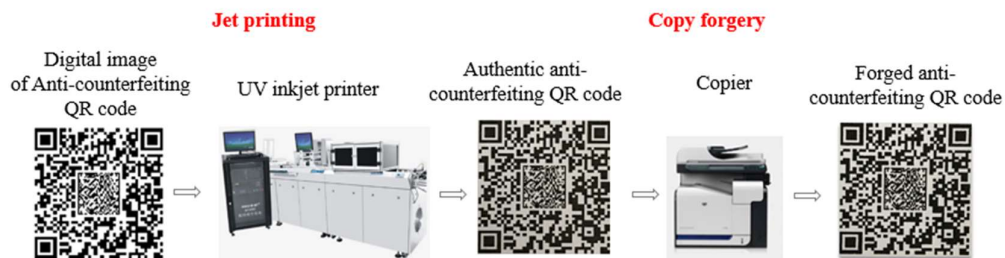 Jet printing
Copy forgery
Digital image
of Anti-counterfeiting
QR code
UV inkjet printer
Authentic anti-
counterfeiting QR code
Copier
Forged anti-
counterfeiting QR code